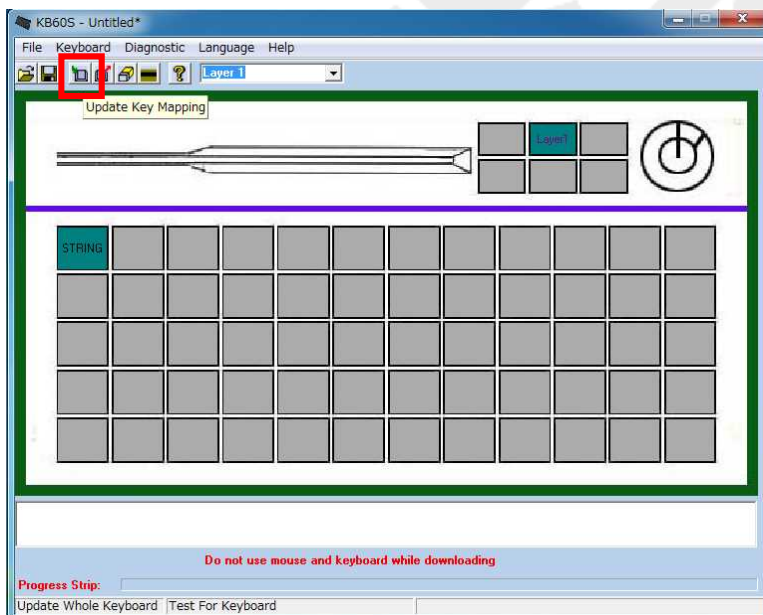 KB60S - Untitled*
File Keyboard Diagnostic Language Help
Layer 1
Update Key Mapping
Layer1
STRING
Do not use mouse and keyboard while downloading
Progress Strip:
Update Whole Keyboard Test For Keyboard